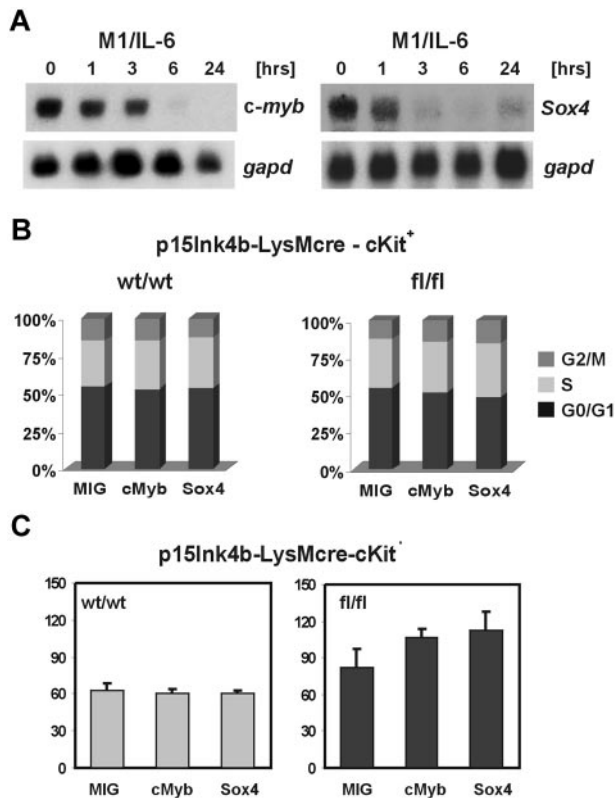 A
M1/IL-6
0 1 3 6 24 [hrs]
c-myb
gapd
M1/IL-6
0 1 3 6 24 [hrs]
Sox4
gapd
B
p15Ink4b-LysMcre - cKit+
wt/wt
100%
75%
50%
25%
0%
MIG cMyb Sox4
fl/fl
100%
75%
50%
25%
0%
MIG cMyb Sox4
G2/M
S
G0/G1
C
p15Ink4b-LysMcre-cKit
wt/wt
150
120
90
60
30
0
MIG cMyb Sox4
fl/fl
150
120
90
60
30
0
MIG cMyb Sox4